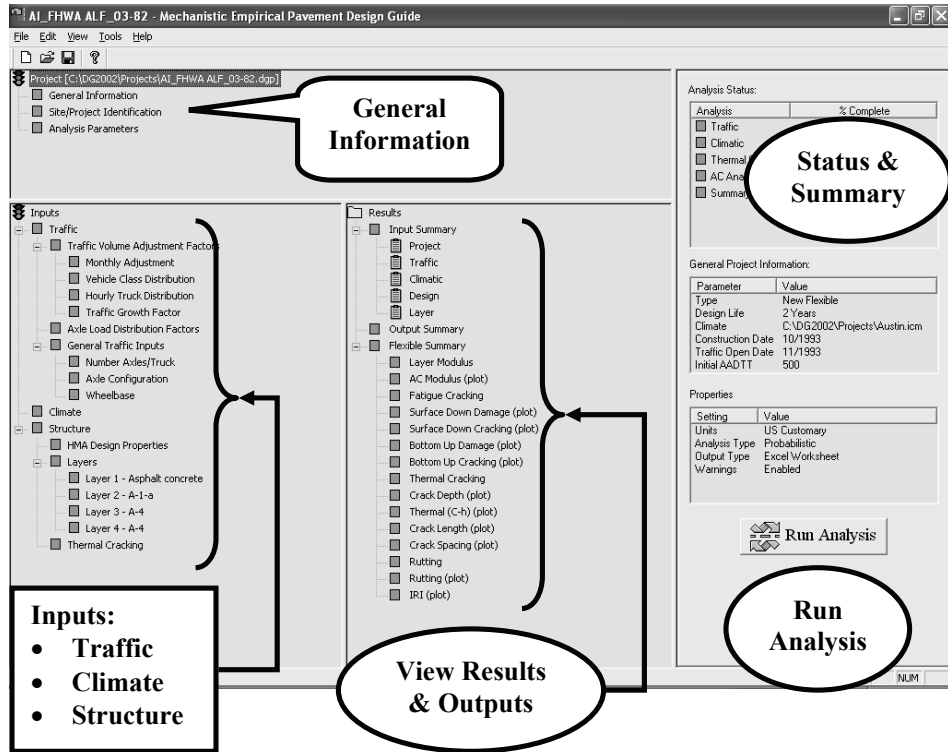 AI_FHWA ALF_03-82 - Mechanistic Empirical Pavement Design Guide
File Edit View Tools Help
Project [C:\DG2002\Projects\AI_FHWA ALF_03-82.dgp]
General Information
Site/Project Identification
Analysis Parameters
General
Information
Analysis Status:
Analysis % Complete
Traffic
Climatic
Thermal
AC Ana
Summary
Status &
Summary
Inputs
Traffic
Traffic Volume Adjustment Factors
Monthly Adjustment
Vehicle Class Distribution
Hourly Truck Distribution
Traffic Growth Factor
Axle Load Distribution Factors
General Traffic Inputs
Number Axles/Truck
Axle Configuration
Wheelbase
Climate
Structure
HMA Design Properties
Layers
Layer 1 - Asphalt concrete
Layer 2 - A-1-a
Layer 3 - A-4
Layer 4 - A-4
Thermal Cracking
Results
Input Summary
Project
Traffic
Climatic
Design
Layer
Output Summary
Flexible Summary
Layer Modulus
AC Modulus (plot)
Fatigue Cracking
Surface Down Damage (plot)
Surface Down Cracking (plot)
Bottom Up Damage (plot)
Bottom Up Cracking (plot)
Thermal Cracking
Crack Depth (plot)
Thermal (C-h) (plot)
Crack Length (plot)
Crack Spacing (plot)
Rutting
Rutting (plot)
IRI (plot)
General Project Information:
Parameter Value
Type New Flexible
Design Life 2 Years
Climate C:\DG2002\Projects\Austin.icm
Construction Date 10/1993
Traffic Open Date 11/1993
Initial AADTT 500
Properties
Setting Value
Units US Customary
Analysis Type Probabilistic
Output Type Excel Worksheet
Warnings Enabled
Run Analysis
Run
Analysis
Inputs:
• Traffic
• Climate
• Structure
View Results
& Outputs
NUM